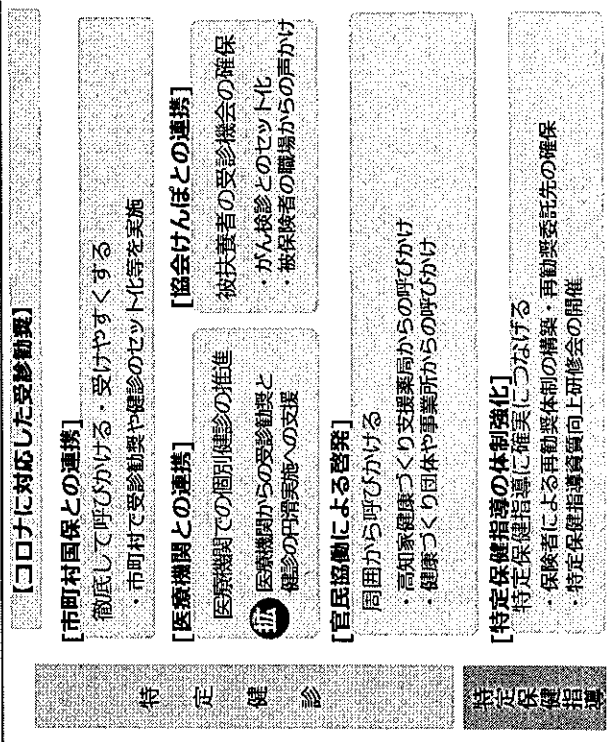 【コロナに対応した受診勧奨】
特定健診
[市町村国保との連携]
徹底して呼びかける・受けやすくする
・市町村で受診勧奨や健診のセット化等を実施
[医療機関との連携]
医療機関での個別健診の推進
拡 医療機関からの受診勧奨と
健診の円滑実施への支援
[協会けんぽとの連携]
被扶養者の受診機会の確保
・がん検診とのセット化
・被保険者の職場からの声かけ
[官民協働による啓発]
周囲から呼びかける
・高知家健康づくり支援薬局からの呼びかけ
・健康づくり団体や事業所からの呼びかけ
特定保健指導
[特定保健指導の体制強化]
特定保健指導に確実につなげる
・保険者による再勧奨体制の構築・再勧奨委託先の確保
・特定保健指導資質向上研修会の開催